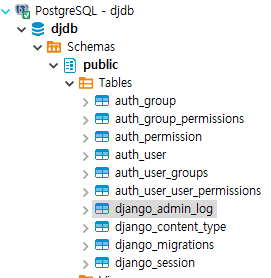 PostgreSQL - djdb
djdb
Schemas
public
Tables
auth_group
auth_group_permissions
auth_permission
auth_user
auth_user_groups
auth_user_user_permissions
django_admin_log
django_content_type
django_migrations
django_session